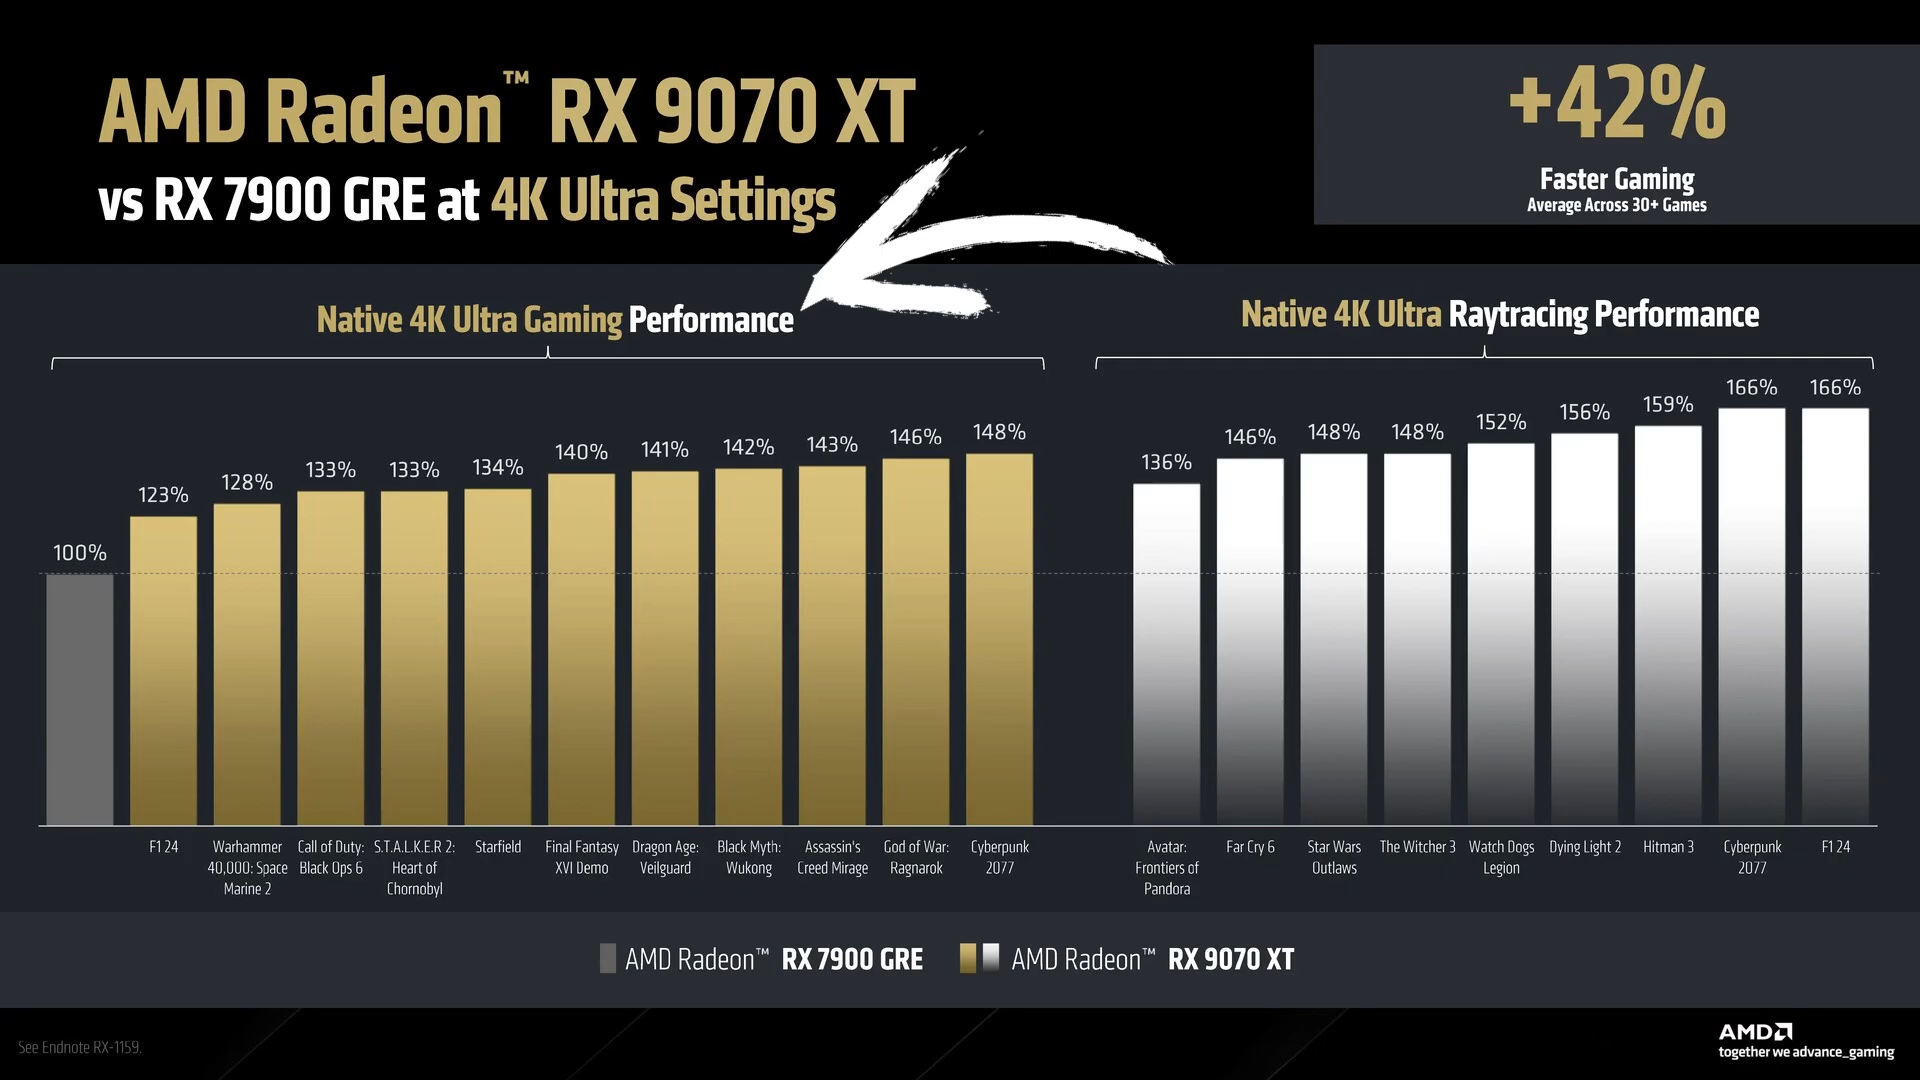 AMD Radeon™ RX 9070 XT
vs RX 7900 GRE at 4K Ultra Settings
+42%
Faster Gaming
Average Across 30+ Games
Native 4K Ultra Gaming Performance
100%
123%
128%
133%
133%
134%
140%
141%
142%
143%
146%
148%
F1 24
Warhammer
40,000: Space
Marine 2
Call of Duty:
Black Ops 6
S.T.A.L.K.E.R 2:
Heart of
Chornobyl
Starfield
Final Fantasy
XVI Demo
Dragon Age:
Veilguard
Black Myth:
Wukong
Assassin's
Creed Mirage
God of War:
Ragnarok
Cyberpunk
2077
Native 4K Ultra Raytracing Performance
136%
146%
148%
148%
152%
156%
159%
166%
166%
Avatar:
Frontiers of
Pandora
Far Cry 6
Star Wars
Outlaws
The Witcher 3
Watch Dogs
Legion
Dying Light 2
Hitman 3
Cyberpunk
2077
F1 24
AMD Radeon™ RX 7900 GRE
AMD Radeon™ RX 9070 XT
See Endnote RX-1159.
AMD
together we advance_gaming